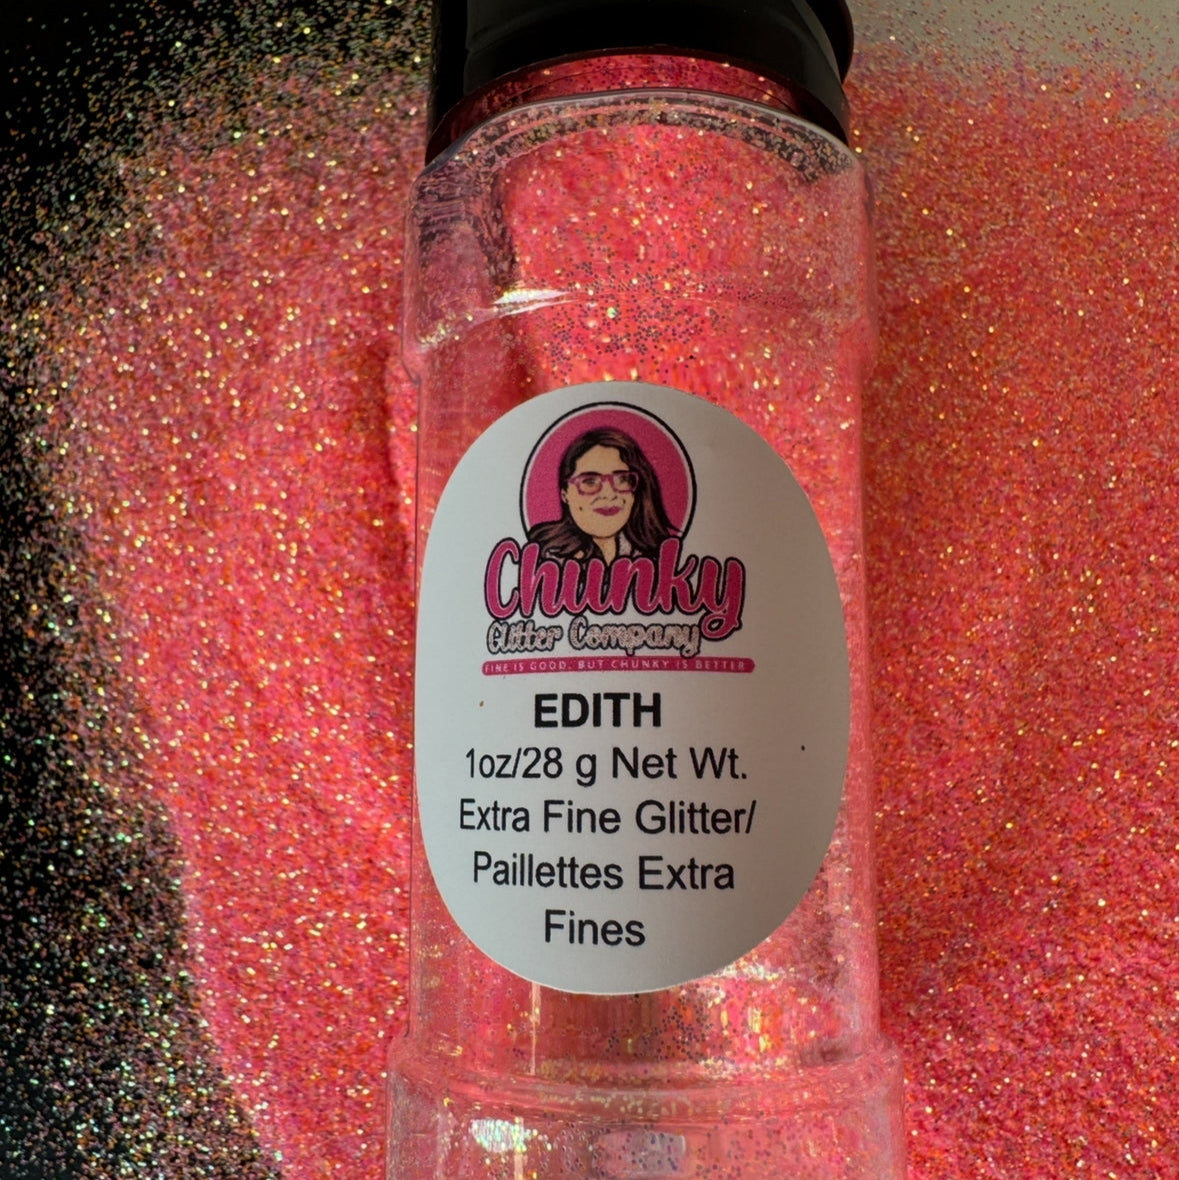 Chunky
Glitter Company
FINE IS GOOD. BUT CHUNKY IS BETTER
EDITH
1oz/28 g Net Wt.
Extra Fine Glitter/
Paillettes Extra
Fines